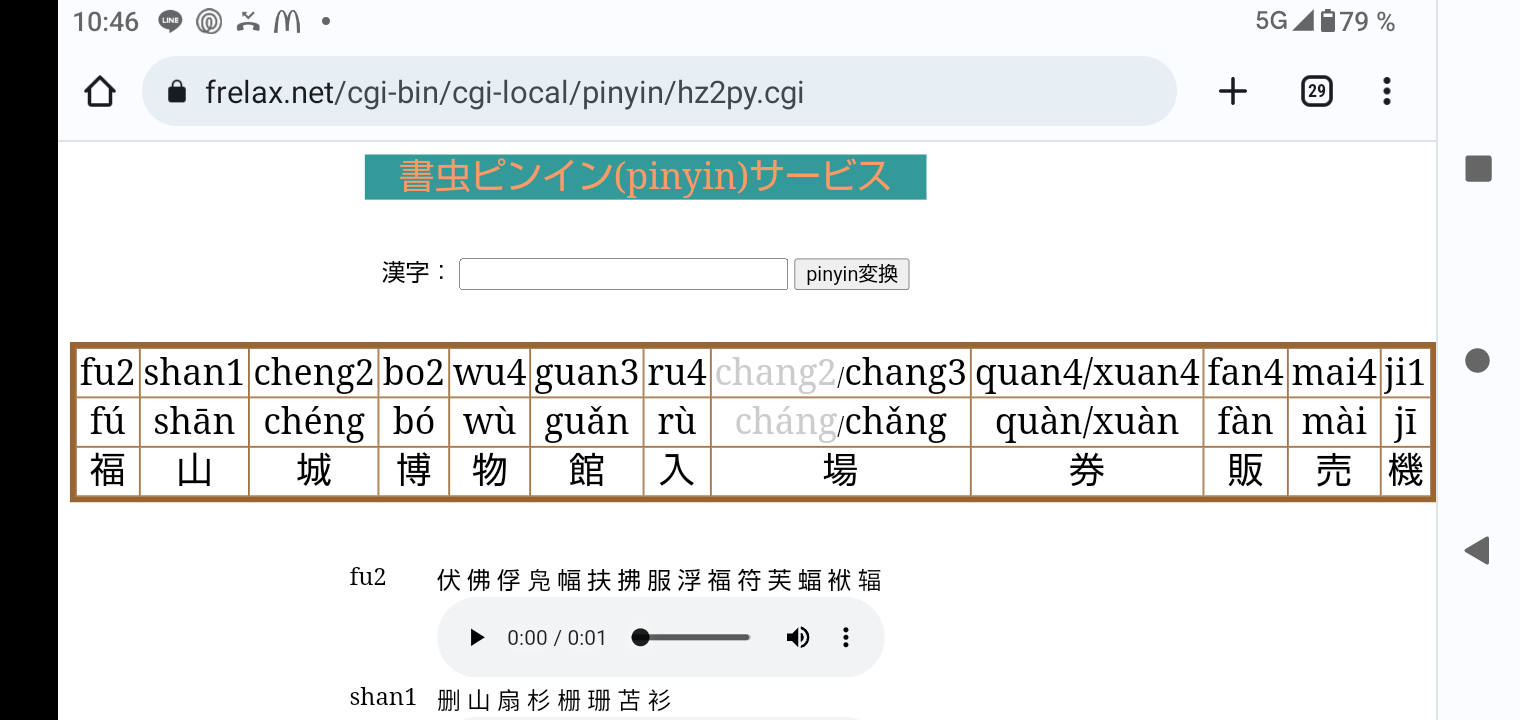 10:46 LINE 5G 79 %
frelax.net/cgi-bin/cgi-local/pinyin/hz2py.cgi 29
書虫ピンイン(pinyin)サービス
漢字： pinyin変換
fu2 shan1 cheng2 bo2 wu4 guan3 ru4 chang2/chang3 quan4/xuan4 fan4 mai4 ji1
fú shān chéng bó wù guǎn rù cháng/chǎng quàn/xuàn fàn mài jī
福 山 城 博 物 館 入 場 券 販 売 機
fu2 伏 佛 俘 凫 幅 扶 拂 服 浮 福 符 芙 蝠 袱 辐
0:00 / 0:01
shan1 删 山 扇 杉 栅 珊 苫 衫